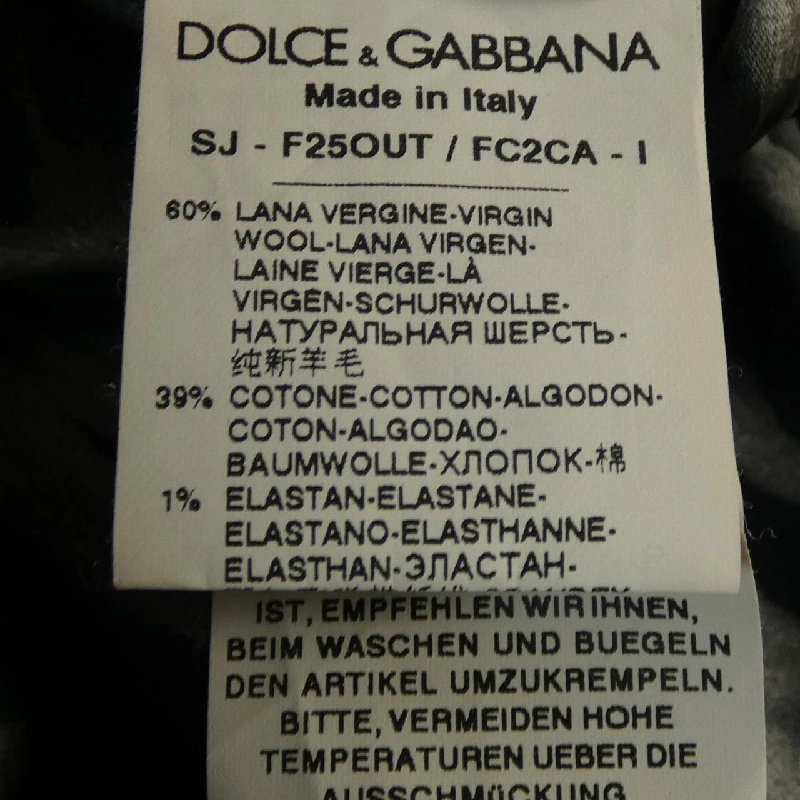 DOLCE & GABBANA
Made in Italy
SJ - F25OUT / FC2CA - I
60% LANA VERGINE-VIRGIN
WOOL-LANA VIRGEN-
LAINE VIERGE-LÀ
VIRGEN-SCHURWOLLE-
НАТУРАЛЬНАЯ ШЕРСТЬ-
纯新羊毛
39% COTONE-COTTON-ALGODON-
COTON-ALGODAO-
BAUMWOLLE-ХЛОПОК-棉
1% ELASTAN-ELASTANE-
ELASTANO-ELASTHANNE-
ELASTHAN-ЭЛАСТАН-
IST, EMPFEHLEN WIR IHNEN,
BEIM WASCHEN UND BUEGELN
DEN ARTIKEL UMZUKREMPELN.
BITTE, VERMEIDEN HOHE
TEMPERATUREN UEBER DIE
AUSSCHMÜCKUNG